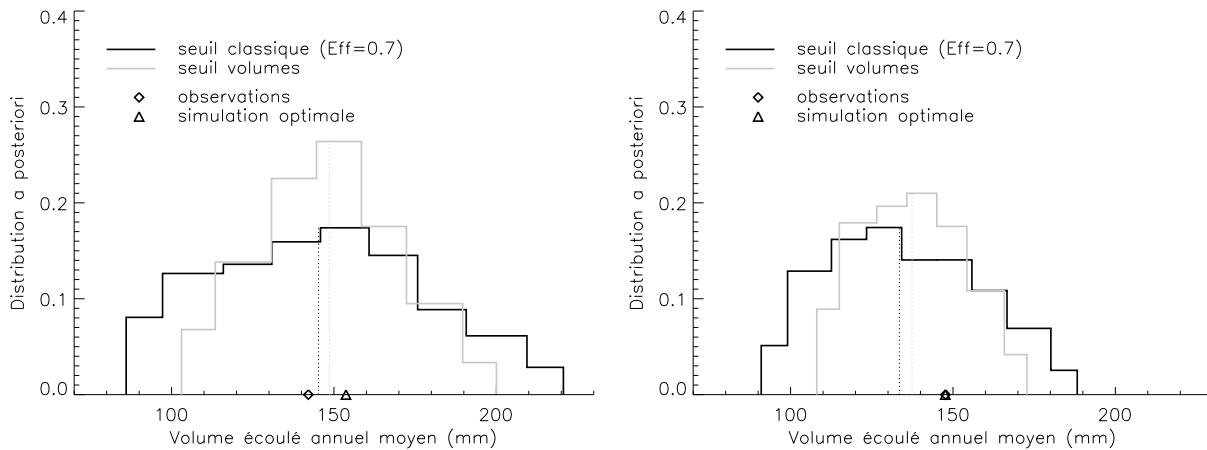 0.4
0.3
0.2
0.1
0.0
Distribution a posteriori
seuil classique (Eff=0.7)
seuil volumes
observations
simulation optimale
100
150
200
Volume écoulé annuel moyen (mm)
0.4
0.3
0.2
0.1
0.0
Distribution a posteriori
seuil classique (Eff=0.7)
seuil volumes
observations
simulation optimale
100
150
200
Volume écoulé annuel moyen (mm)